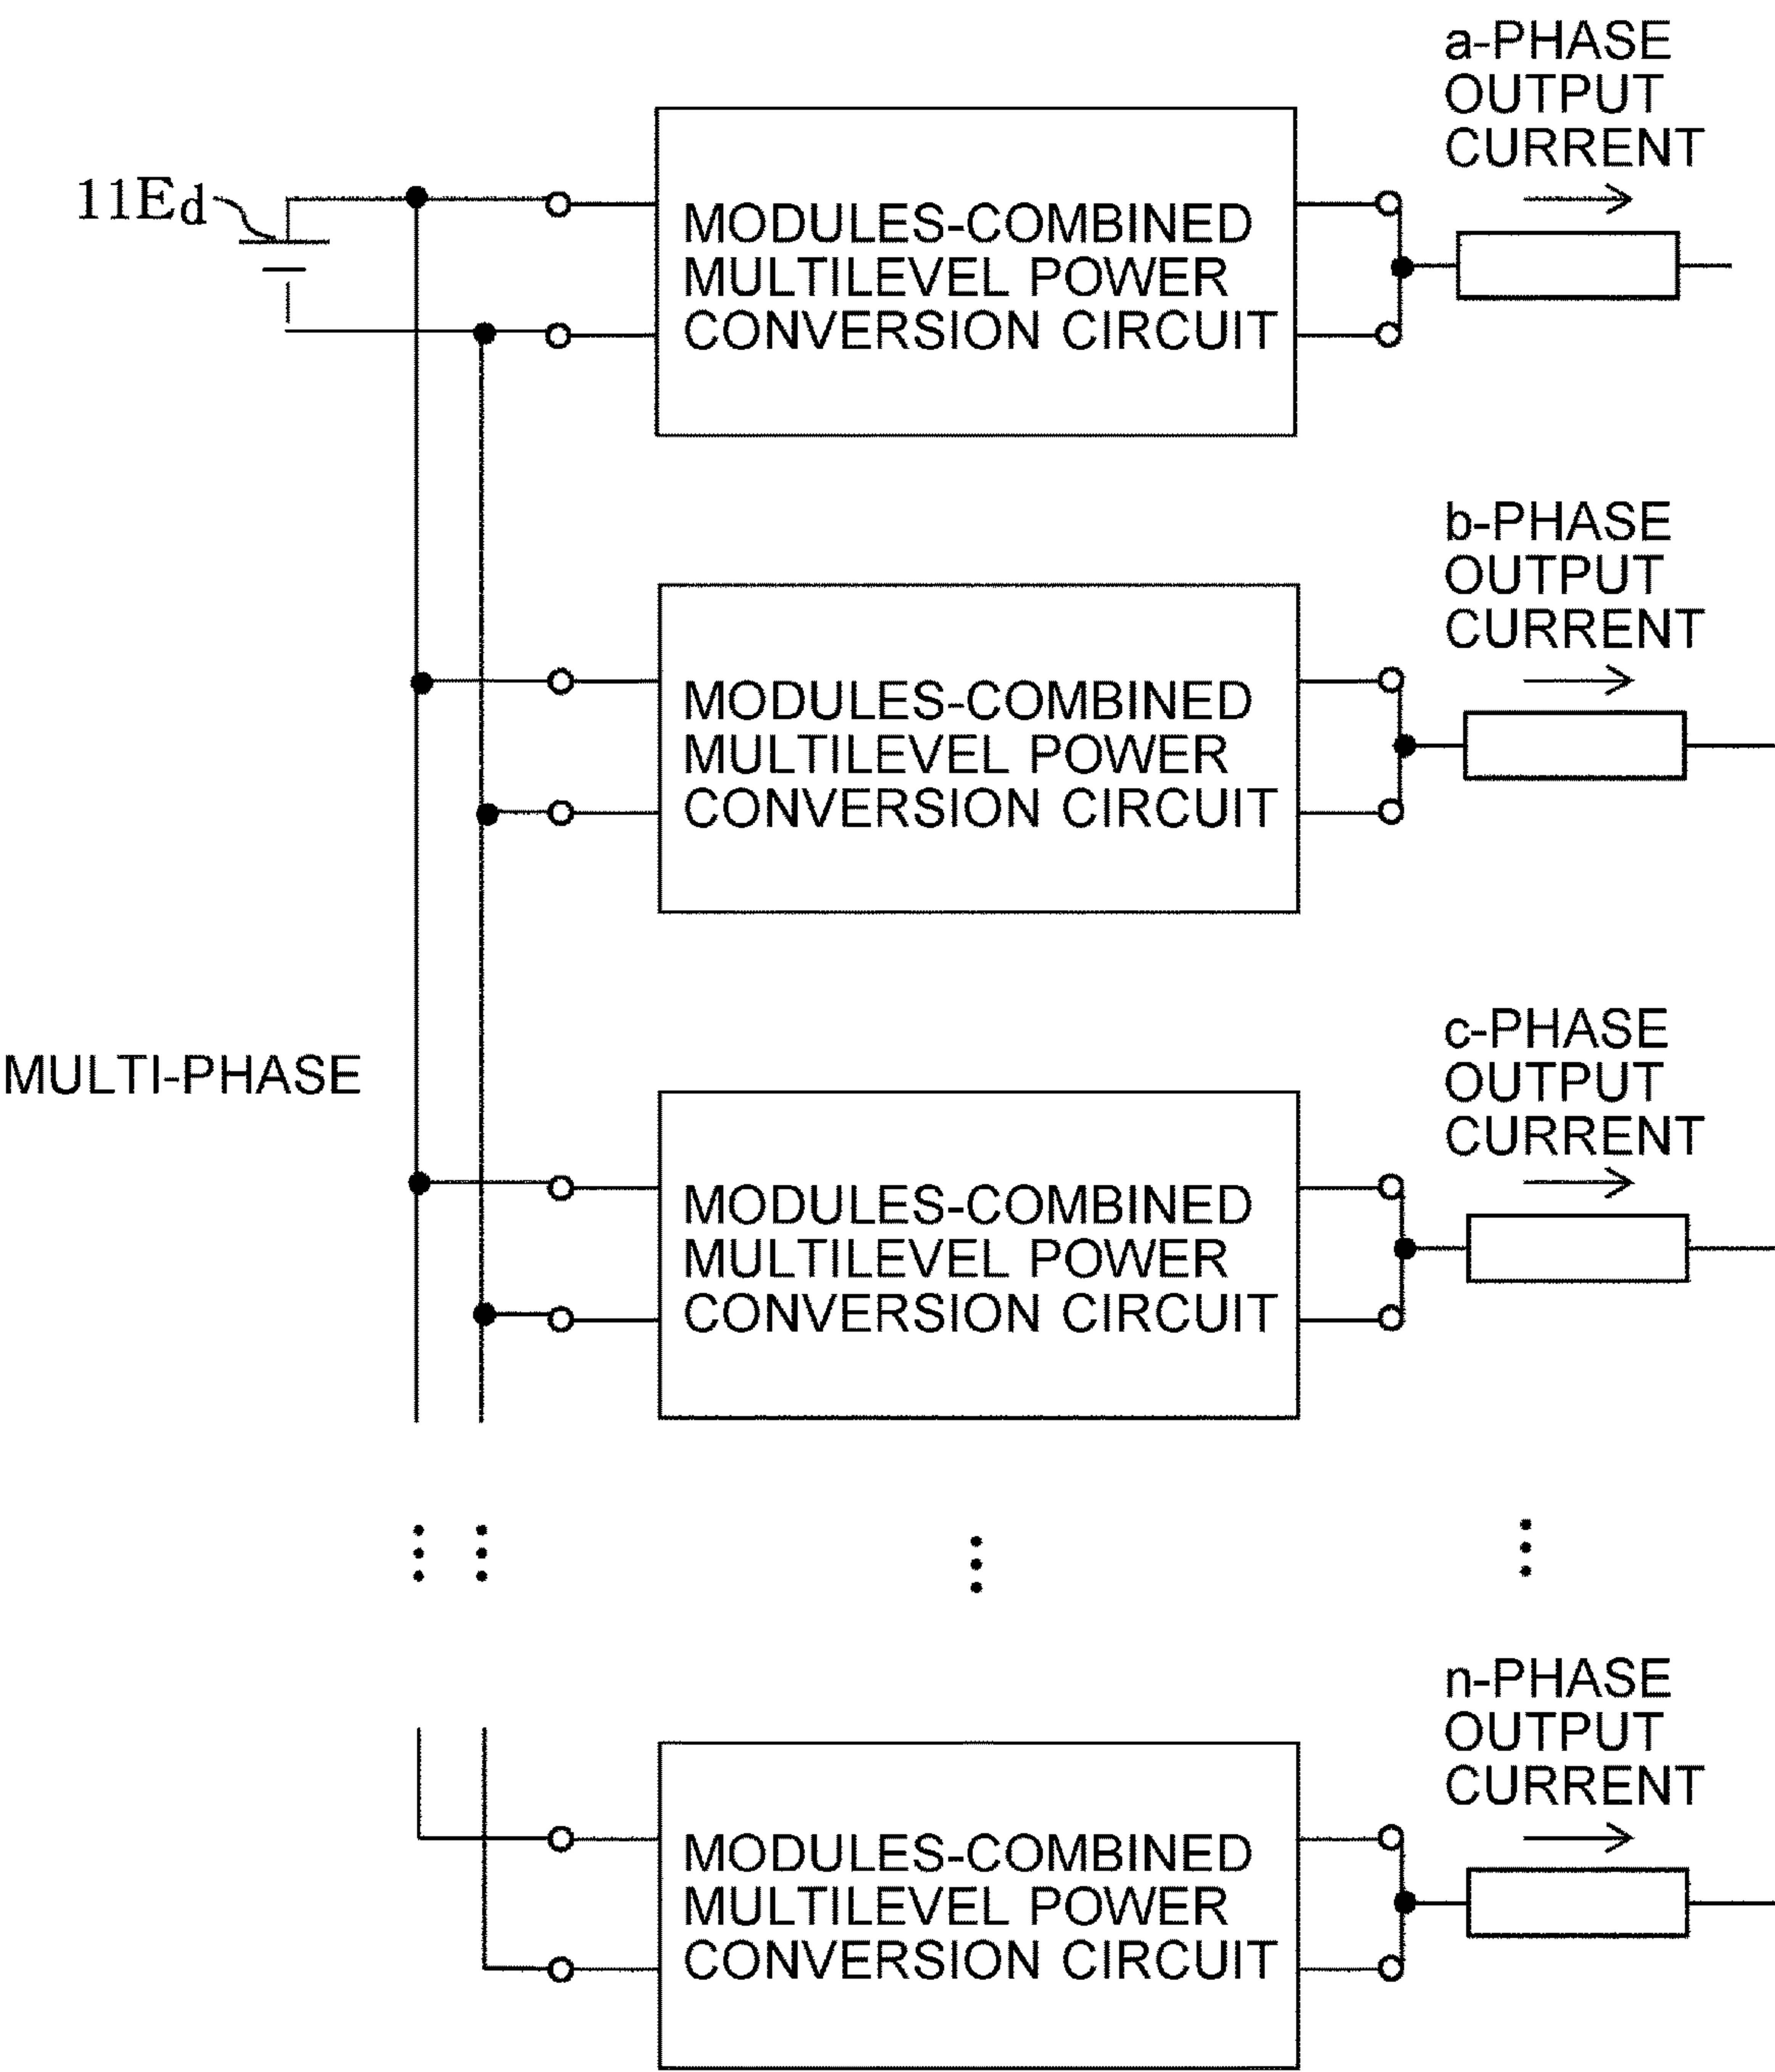 a-PHASE
OUTPUT
CURRENT
11Ed
MODULES-COMBINED
MULTILEVEL POWER
CONVERSION CIRCUIT
b-PHASE
OUTPUT
CURRENT
MODULES-COMBINED
MULTILEVEL POWER
CONVERSION CIRCUIT
c-PHASE
OUTPUT
CURRENT
MULTI-PHASE
MODULES-COMBINED
MULTILEVEL POWER
CONVERSION CIRCUIT
n-PHASE
OUTPUT
CURRENT
MODULES-COMBINED
MULTILEVEL POWER
CONVERSION CIRCUIT